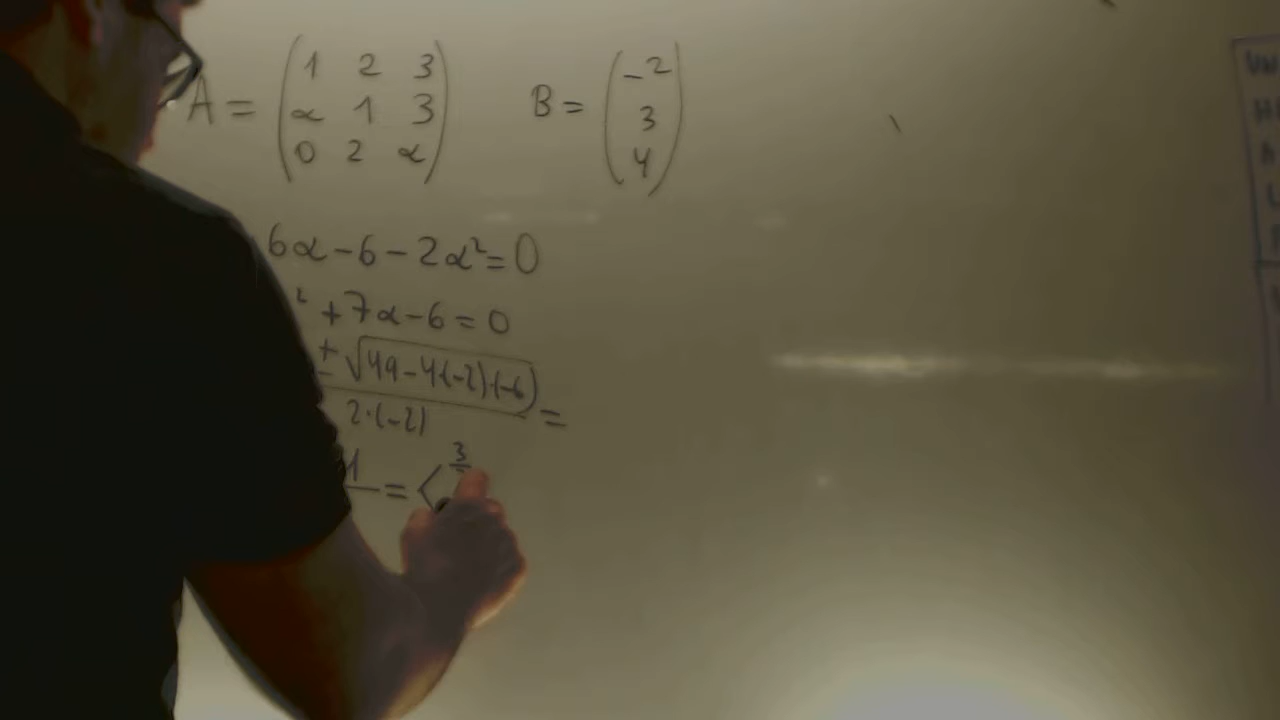 A = ( 1 2 3 B = ( -2
α 1 3 3
0 2 α ) 4 )
6α - 6 - 2α² = 0
² + 7α - 6 = 0
± √(49 - 4·(-2)·(-6)) =
2·(-2)
1 = < 3